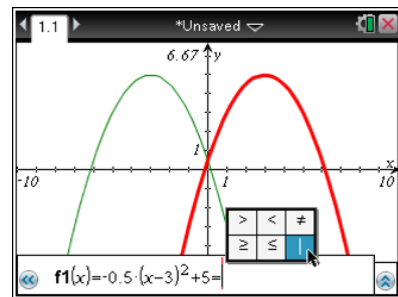 1.1
*Unsaved
6.67 y
1
x
-10
1
10
> < ≠
≥ ≤ |
f1(x)=-0.5·(x-3)²+5=